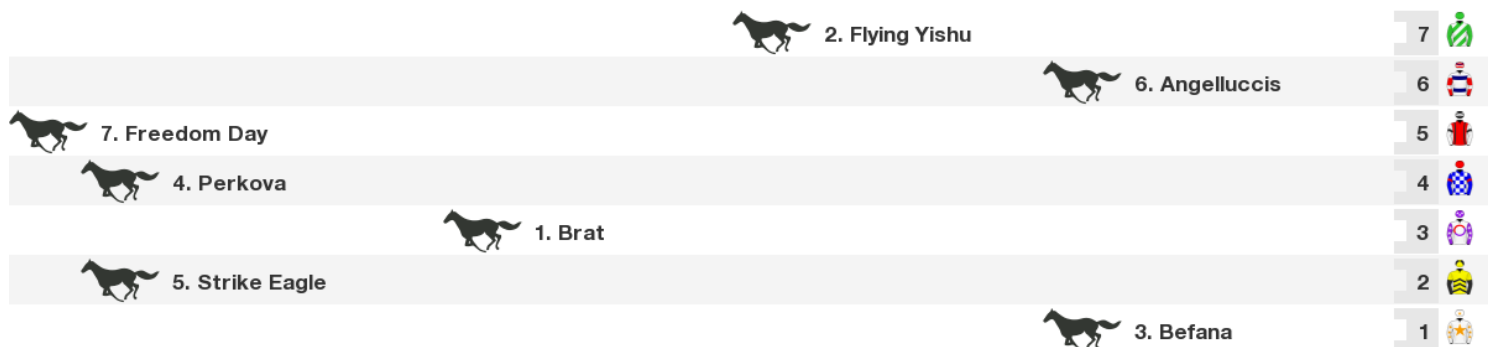 2. Flying Yishu 7
6. Angelluccis 6
7. Freedom Day 5
4. Perkova 4
1. Brat 3
5. Strike Eagle 2
3. Befana 1